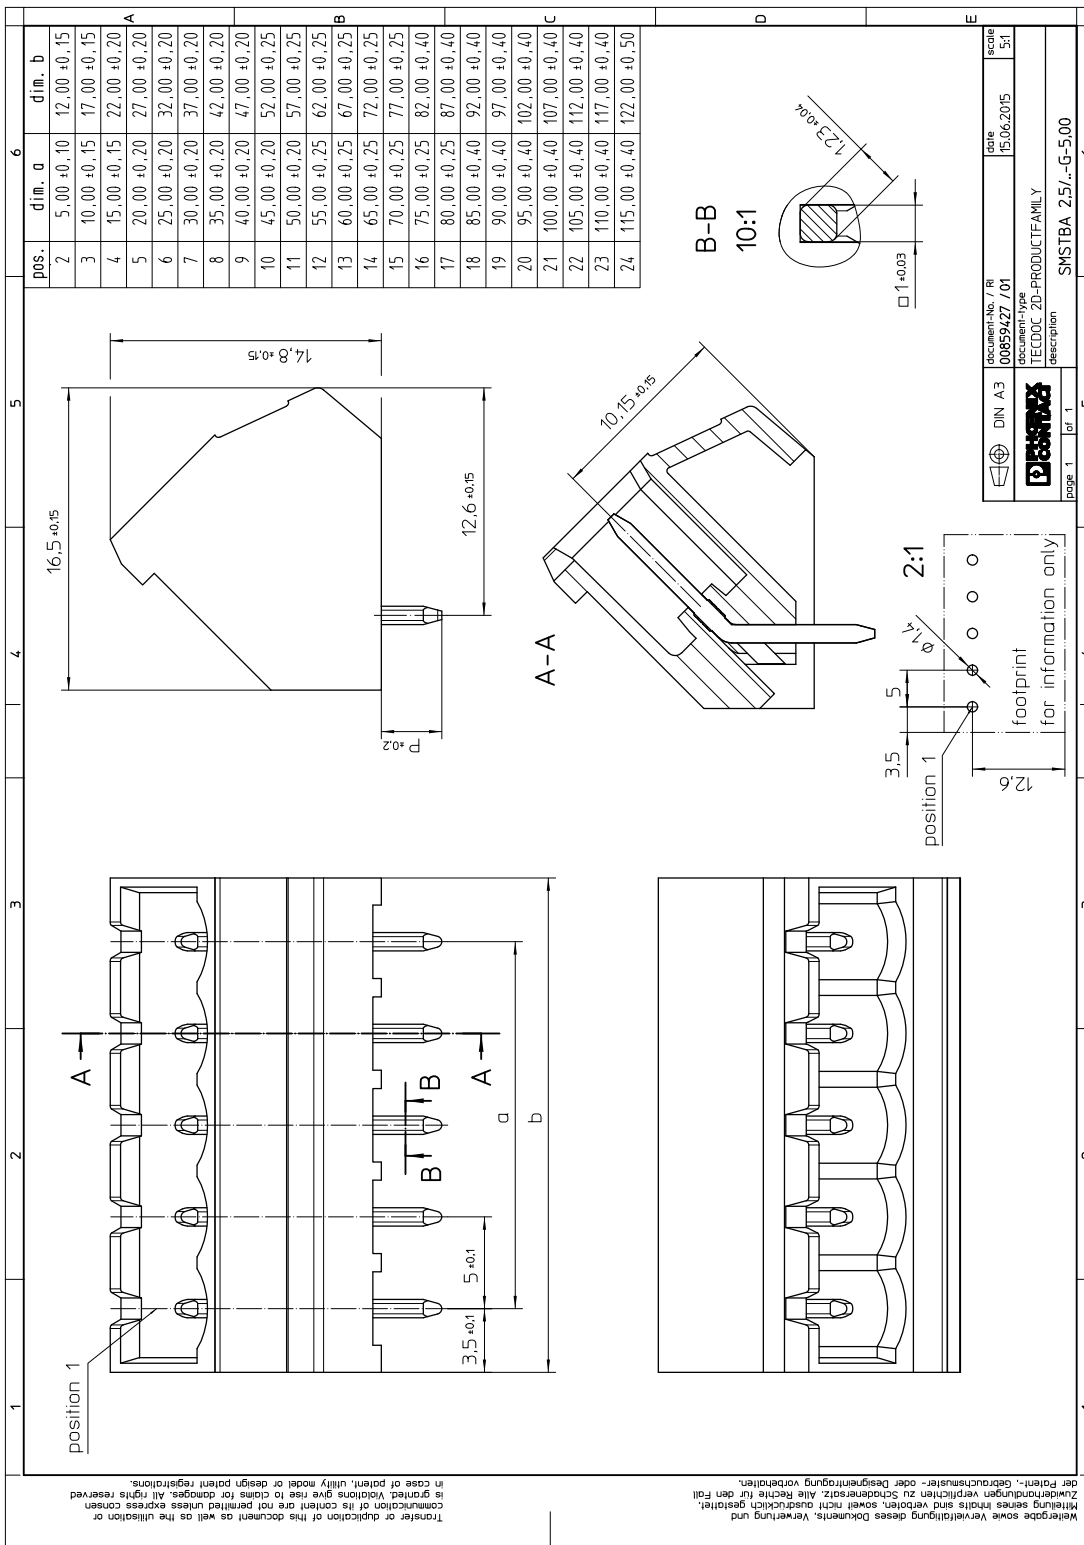 1 2 3 4 5 6
A B C D E
pos. dim. a dim. b
2 5,00 ±0,10 12,00 ±0,15
3 10,00 ±0,15 17,00 ±0,15
4 15,00 ±0,15 22,00 ±0,20
5 20,00 ±0,20 27,00 ±0,20
6 25,00 ±0,20 32,00 ±0,20
7 30,00 ±0,20 37,00 ±0,20
8 35,00 ±0,20 42,00 ±0,20
9 40,00 ±0,20 47,00 ±0,20
10 45,00 ±0,20 52,00 ±0,25
11 50,00 ±0,20 57,00 ±0,25
12 55,00 ±0,25 62,00 ±0,25
13 60,00 ±0,25 67,00 ±0,25
14 65,00 ±0,25 72,00 ±0,25
15 70,00 ±0,25 77,00 ±0,25
16 75,00 ±0,25 82,00 ±0,40
17 80,00 ±0,25 87,00 ±0,40
18 85,00 ±0,40 92,00 ±0,40
19 90,00 ±0,40 97,00 ±0,40
20 95,00 ±0,40 102,00 ±0,40
21 100,00 ±0,40 107,00 ±0,40
22 105,00 ±0,40 112,00 ±0,40
23 110,00 ±0,40 117,00 ±0,40
24 115,00 ±0,40 122,00 ±0,50
position 1
A
A
B
B
3,5 ±0,1
5 ±0,1
a
b
16,5 ±0,15
14,8 ±0,15
12,6 ±0,15
P ±0,2
A-A
10,15 ±0,15
B-B
10:1
1,23 ±0,04
□ 1 ±0,03
2:1
position 1
3,5
5
⌀1,4
12,6
footprint
for information only
DIN A3
document-No. / RI
00859427 / 01
date
15.06.2015
scale
5:1
PHOENIX
CONTACT
document-type
TECDOC 2D-PRODUCTFAMILY
page 1 of 1
description
SMSTBA 2,5/..-G-5,00
Transfer or duplication of this document as well as the utilisation or
communication of its content are not permitted unless express consen
is granted. Violations give rise to claims for damages. All rights reserved
in case of patent, utility model or design patent registrations.
Weitergabe sowie Vervielfältigung dieses Dokuments, Verwertung und
Mitteilung seines Inhalts sind verboten, soweit nicht ausdrücklich gestattet.
Zuwiderhandlungen verpflichten zu Schadenersatz. Alle Rechte für den Fall
der Patent-, Gebrauchsmuster- oder Designeintragung vorbehalten.